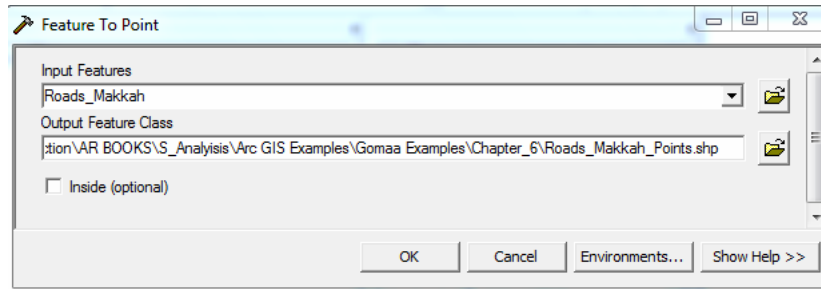 Feature To Point
Input Features
Roads_Makkah
Output Feature Class
:tion\AR BOOKS\S_Analyisis\Arc GIS Examples\Gomaa Examples\Chapter_6\Roads_Makkah_Points.shp
Inside (optional)
OK Cancel Environments... Show Help >>